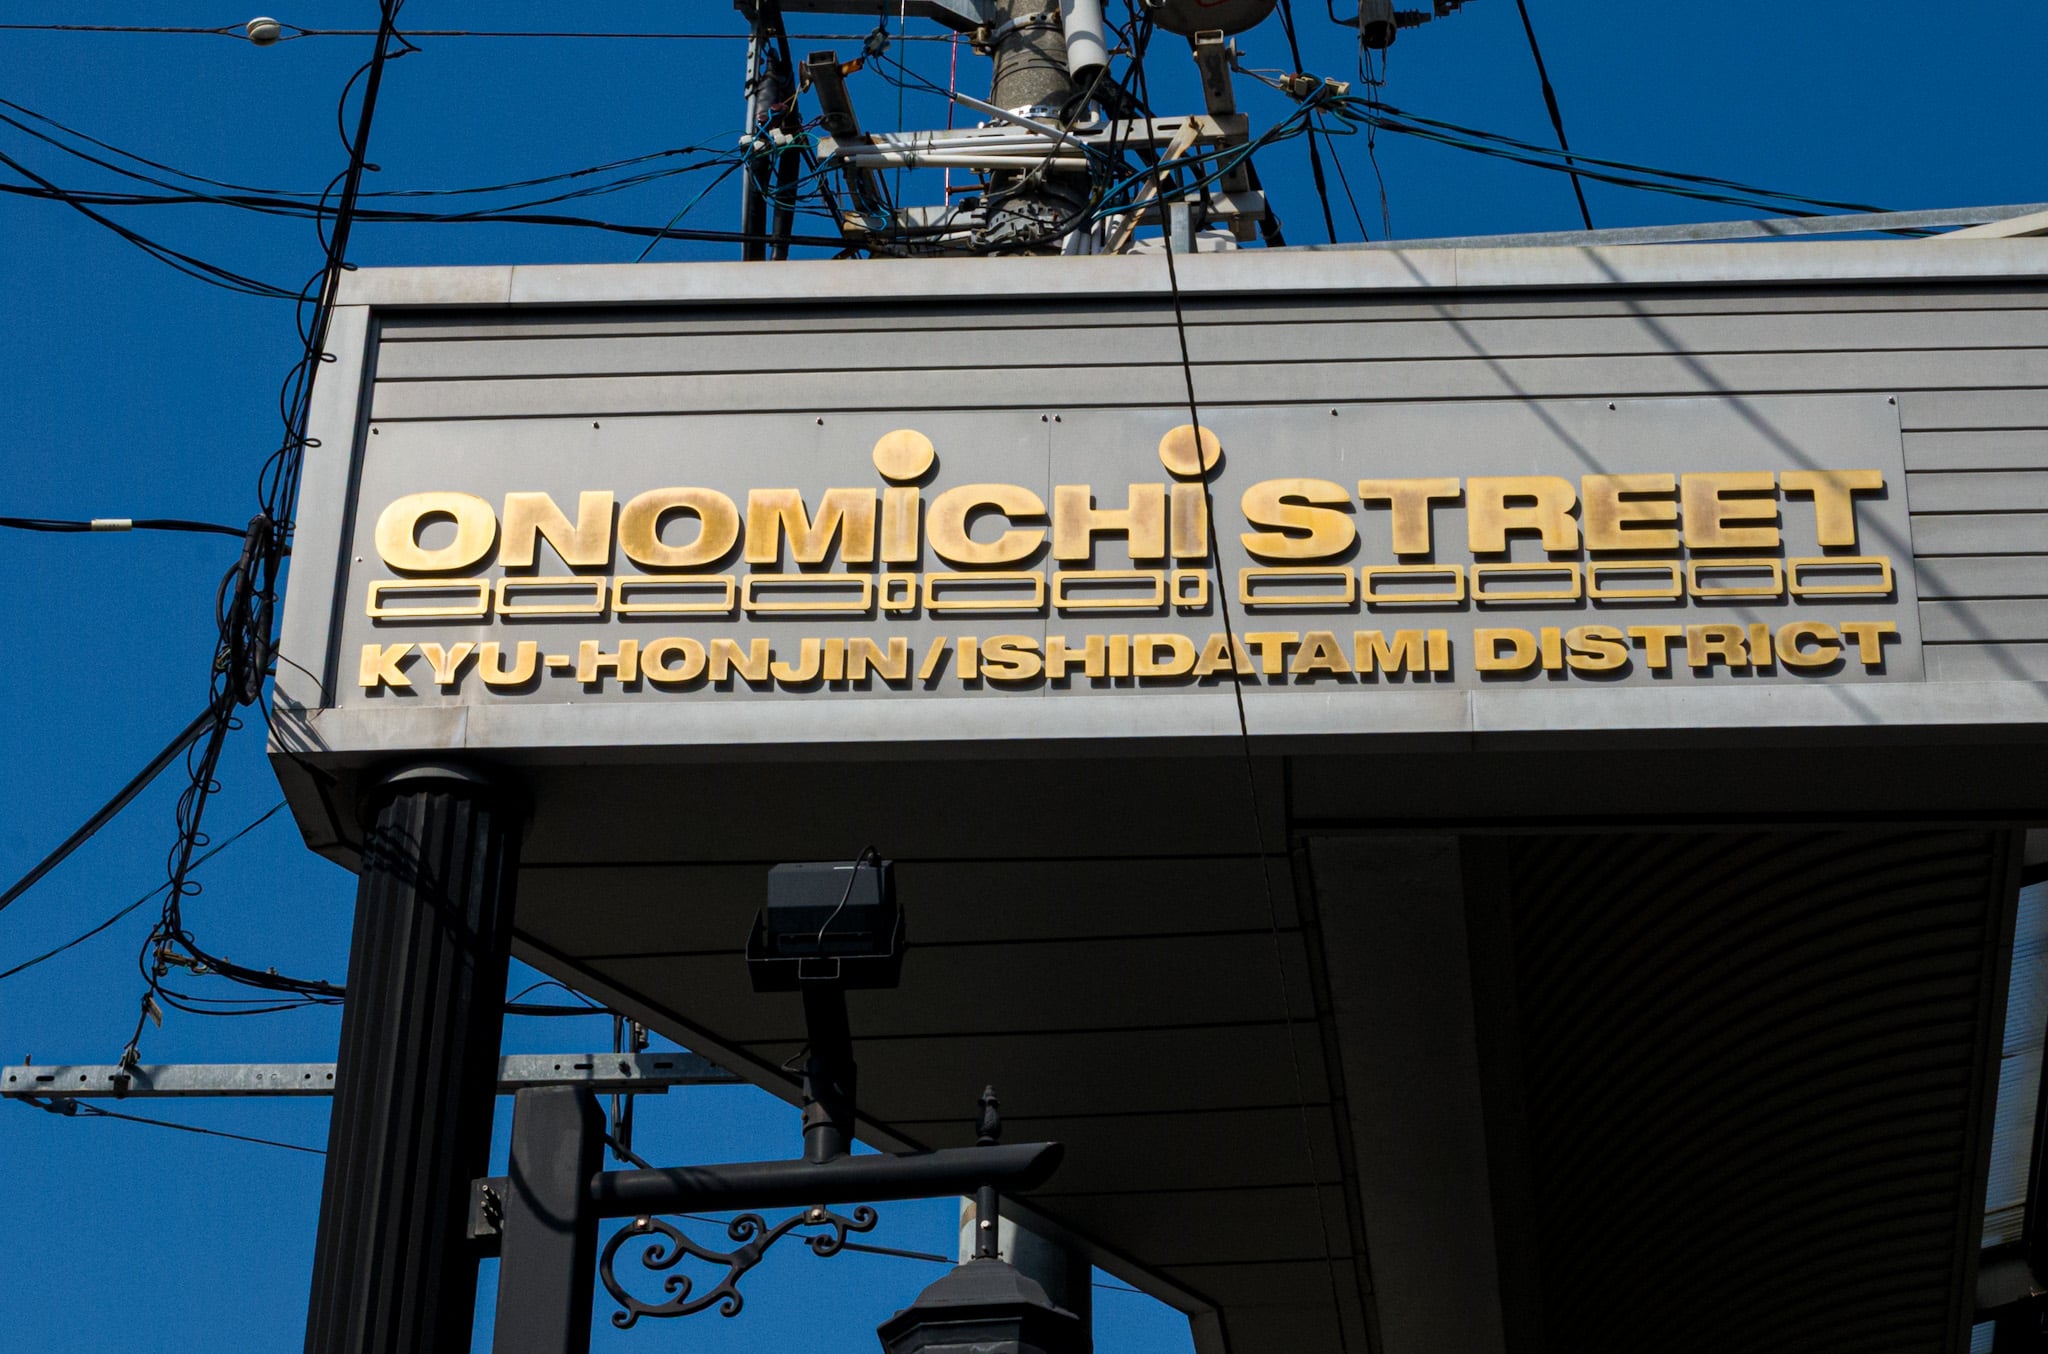 ONOMiCHi STREET
KYU-HONJIN/ISHIDATAMI DISTRICT